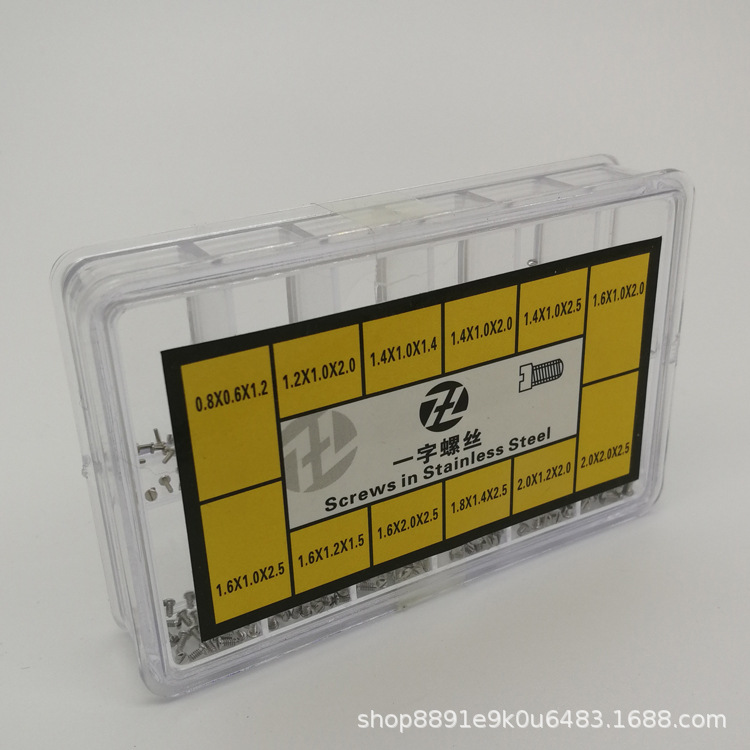 0.8X0.6X1.2
1.2X1.0X2.0
1.4X1.0X1.4
1.4X1.0X2.0
1.4X1.0X2.5
1.6X1.0X2.0
一字螺丝
Screws in Stainless Steel
1.6X1.0X2.5
1.6X1.2X1.5
1.6X2.0X2.5
1.8X1.4X2.5
2.0X1.2X2.0
2.0X2.0X2.5
shop8891e9k0u6483.1688.com